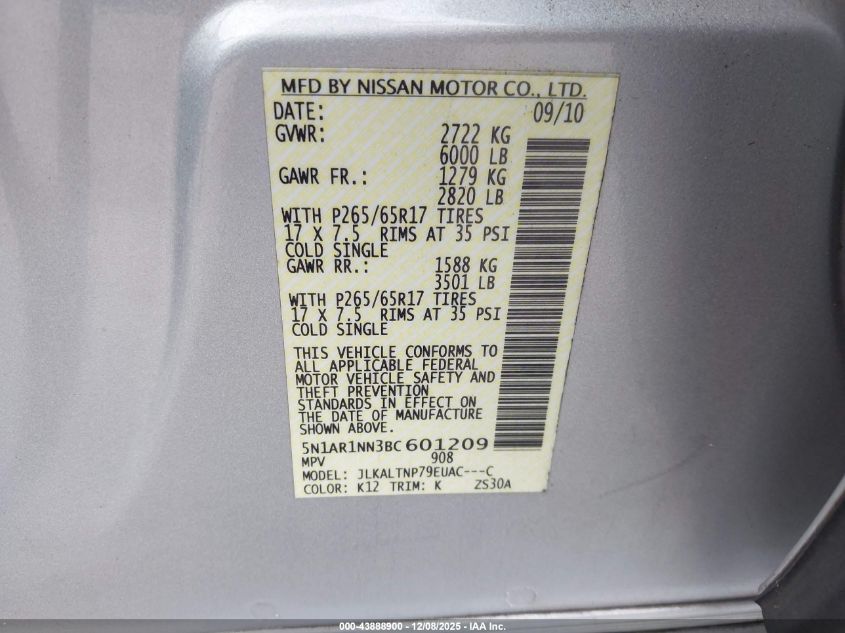 MFD BY NISSAN MOTOR CO., LTD.
DATE: 09/10
GVWR: 2722 KG
6000 LB
GAWR FR.: 1279 KG
2820 LB
WITH P265/65R17 TIRES
17 X 7.5 RIMS AT 35 PSI
COLD SINGLE
GAWR RR.: 1588 KG
3501 LB
WITH P265/65R17 TIRES
17 X 7.5 RIMS AT 35 PSI
COLD SINGLE
THIS VEHICLE CONFORMS TO
ALL APPLICABLE FEDERAL
MOTOR VEHICLE SAFETY AND
THEFT PREVENTION
STANDARDS IN EFFECT ON
THE DATE OF MANUFACTURE
SHOWN ABOVE.
5N1AR1NN3BC601209
MPV 908
MODEL: JLKALTNP79EUAC---C
COLOR: K12 TRIM: K ZS30A
000-43888900 - 12/08/2025 - IAA Inc.